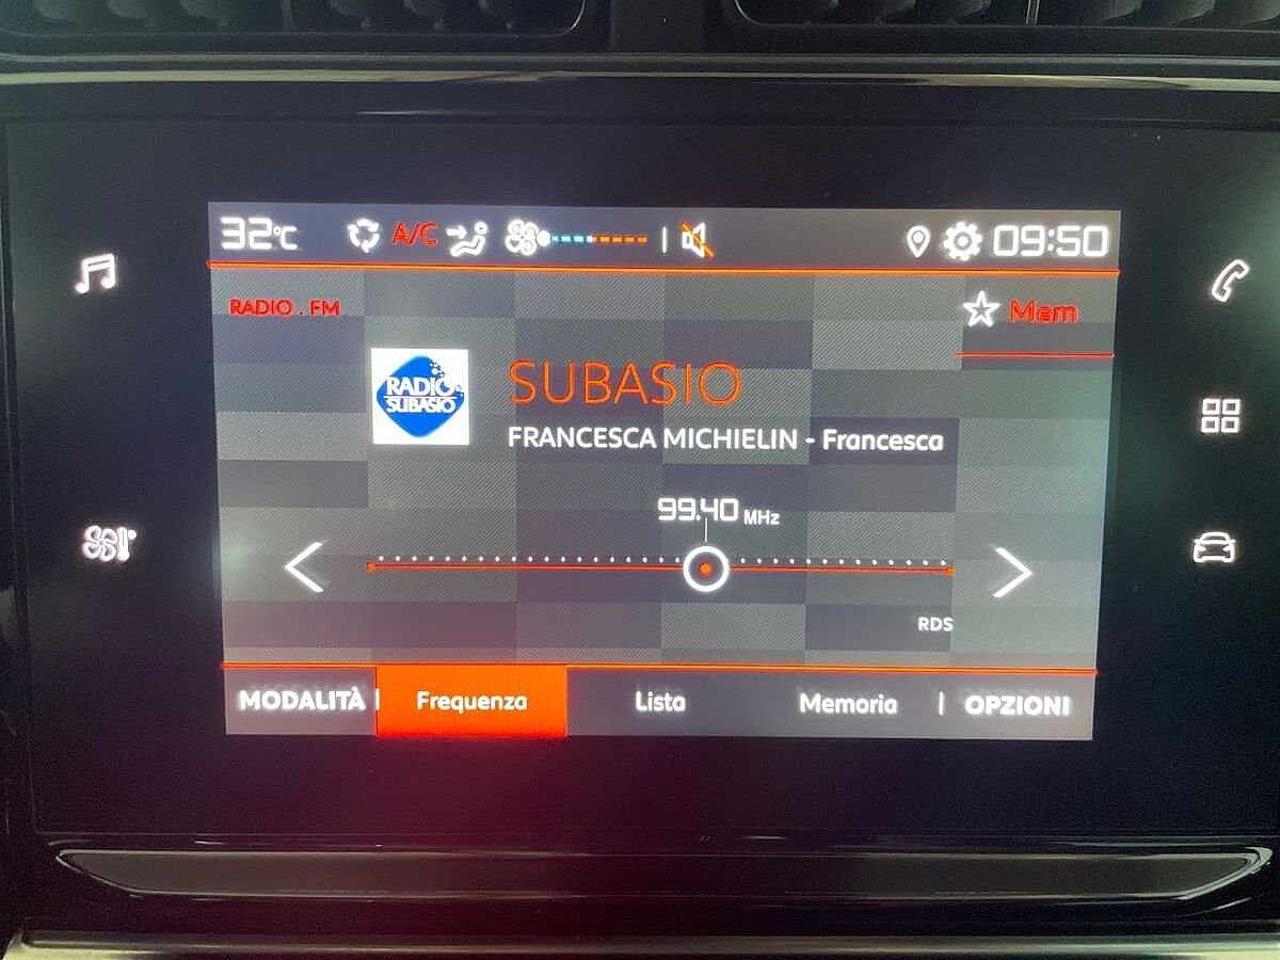 32°C A/C 09:50
RADIO . FM Mem
RADIO
SUBASIO
SUBASIO
FRANCESCA MICHIELIN - Francesca
99.40 MHz
RDS
MODALITÀ Frequenza Lista Memoria OPZIONI